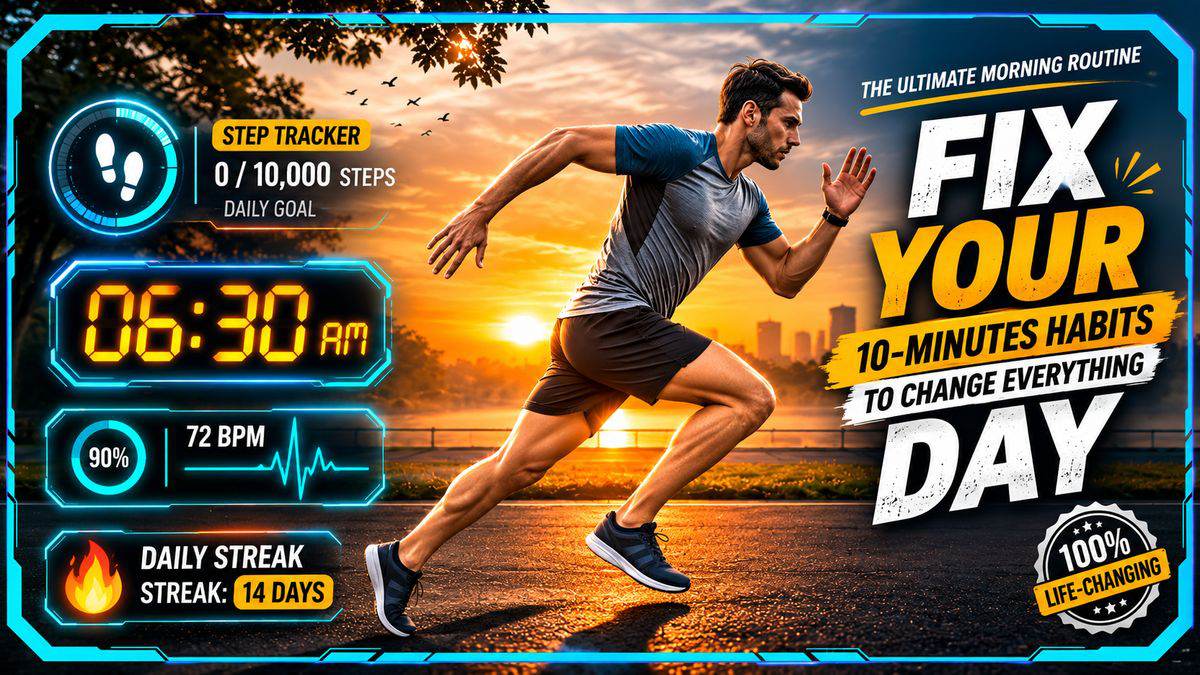 STEP TRACKER
0 / 10,000 STEPS
DAILY GOAL
06:30 AM
90%
72 BPM
DAILY STREAK
STREAK: 14 DAYS
THE ULTIMATE MORNING ROUTINE
FIX
YOUR
10-MINUTES HABITS
TO CHANGE EVERYTHING
DAY
100%
LIFE-CHANGING